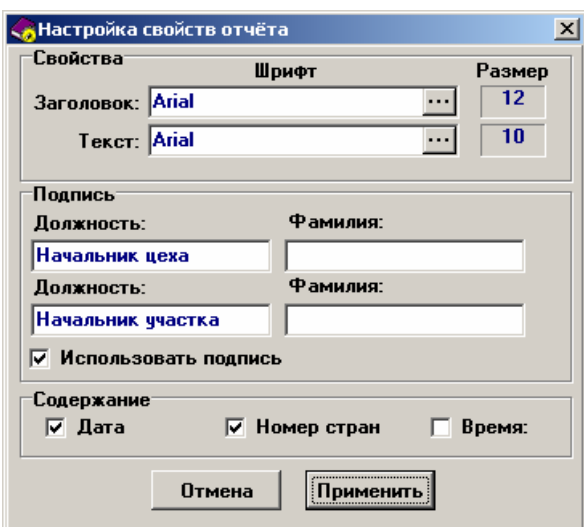 Настройка свойств отчёта
Свойства
Шрифт Размер
Заголовок: Arial ... 12
Текст: Arial ... 10
Подпись
Должность: Фамилия:
Начальник цеха
Должность: Фамилия:
Начальник участка
Использовать подпись
Содержание
Дата Номер стран Время:
Отмена Применить